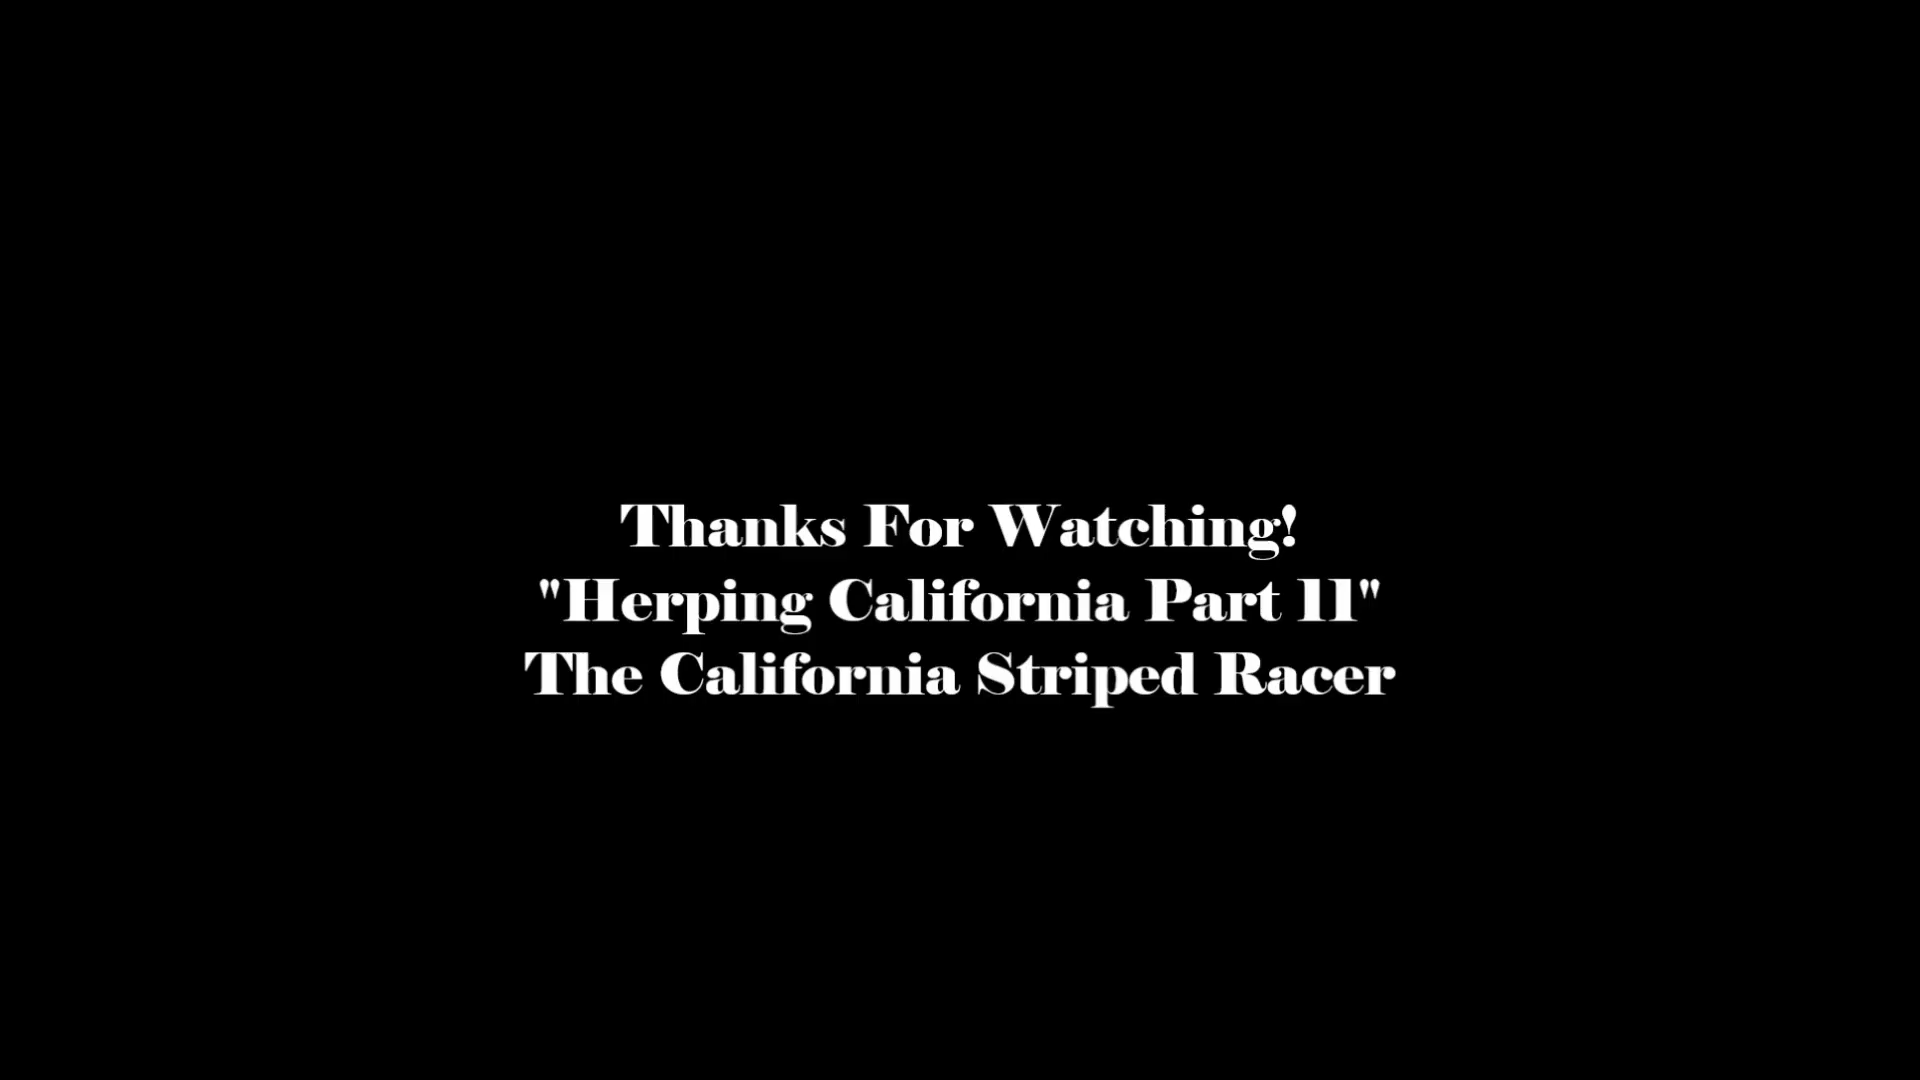 Thanks For Watching!
"Herping California Part 11"
The California Striped Racer